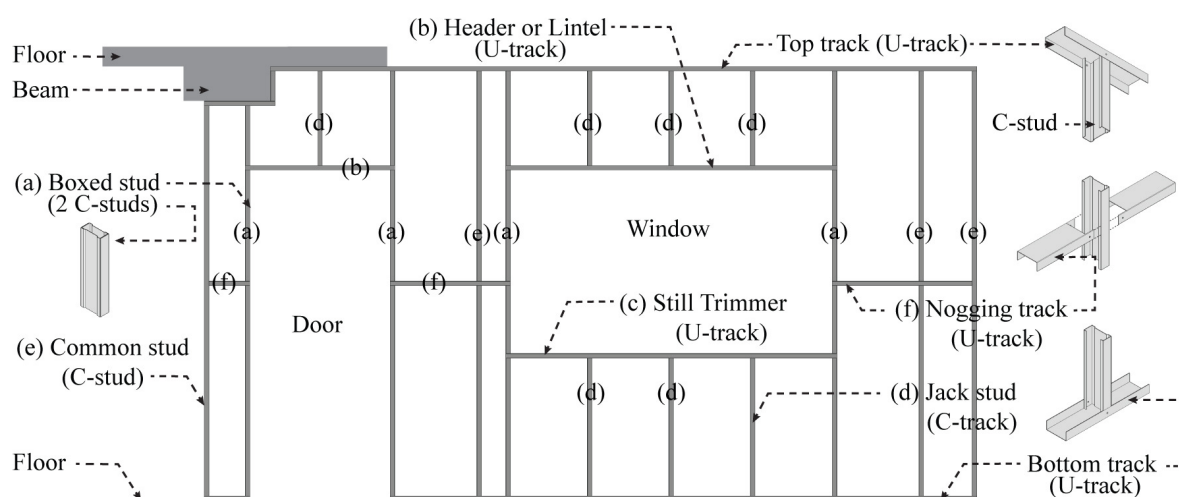 (b) Header or Lintel
(U-track)
Top track (U-track)
Floor
Beam
C-stud
(d)
(d)
(d)
(d)
(b)
(a) Boxed stud
(2 C-studs)
(a)
(a)
(e)
(a)
Window
(a)
(e)
(e)
(f)
(f)
(c) Still Trimmer
(U-track)
(f) Nogging track
(U-track)
Door
(e) Common stud
(C-stud)
(d)
(d)
(d) Jack stud
(C-track)
Floor
Bottom track
(U-track)